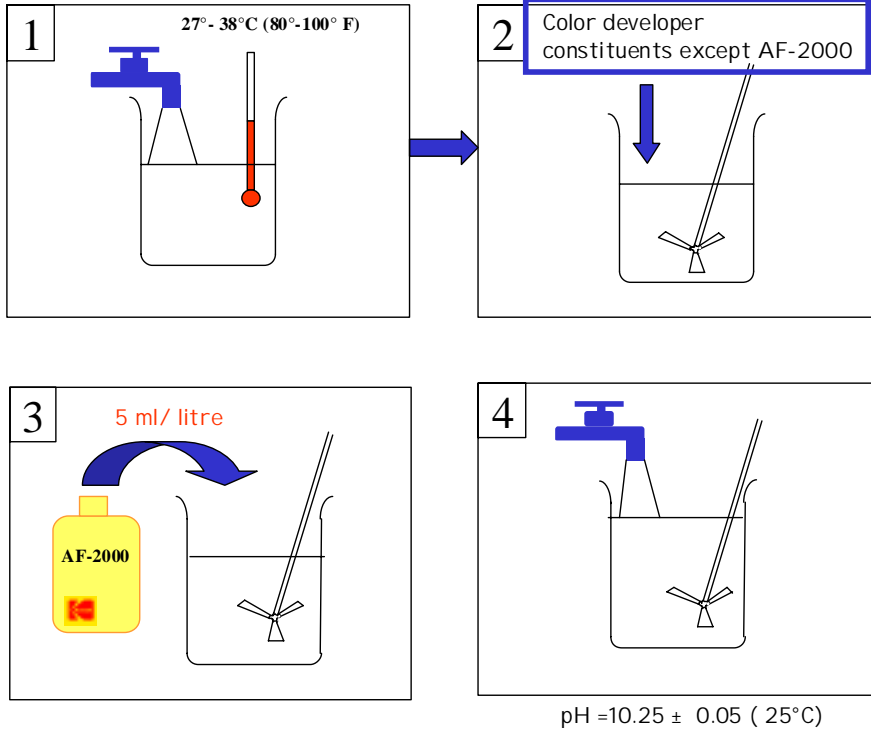 1
27°- 38°C (80°-100° F)
2
Color developer
constituents except AF-2000
3
5 ml/ litre
AF-2000
4
pH =10.25 ± 0.05 ( 25°C)